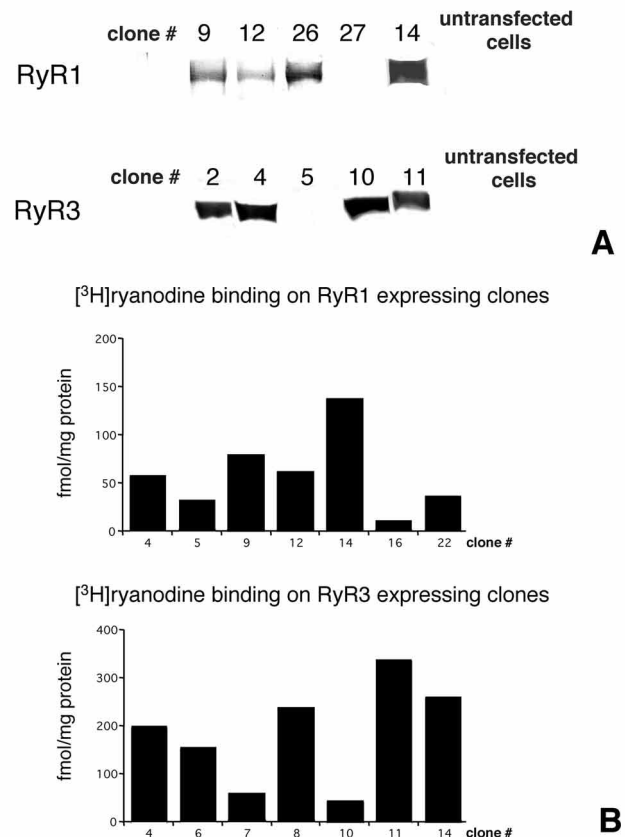 clone # 9 12 26 27 14 untransfected cells
RyR1
clone # 2 4 5 10 11 untransfected cells
RyR3
A
[³H]ryanodine binding on RyR1 expressing clones
fmol/mg protein
200
150
100
50
0
4 5 9 12 14 16 22 clone #
[³H]ryanodine binding on RyR3 expressing clones
fmol/mg protein
400
300
200
100
0
4 6 7 8 10 11 14 clone #
B